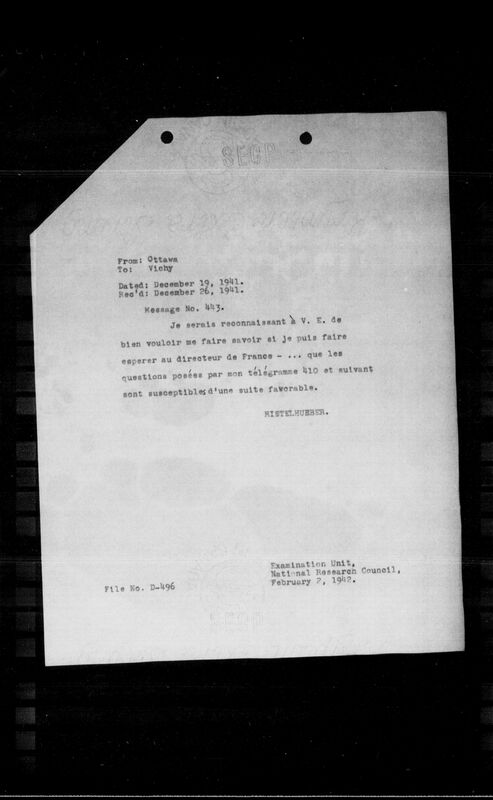 From: Ottawa
To: Vichy
Dated: December 19, 1941.
Rec'd: December 26, 1941.
Message No. 443.
Je serais reconnaissant à V. E. de
bien vouloir me faire savoir si je puis faire
esperer au directeur de France - ... que les
questions posées par mon télégramme 410 et suivant
sont susceptibles d'une suite favorable.
RISTELHUEBER.
Examination Unit,
National Research Council,
February 2, 1942.
File No. D-496